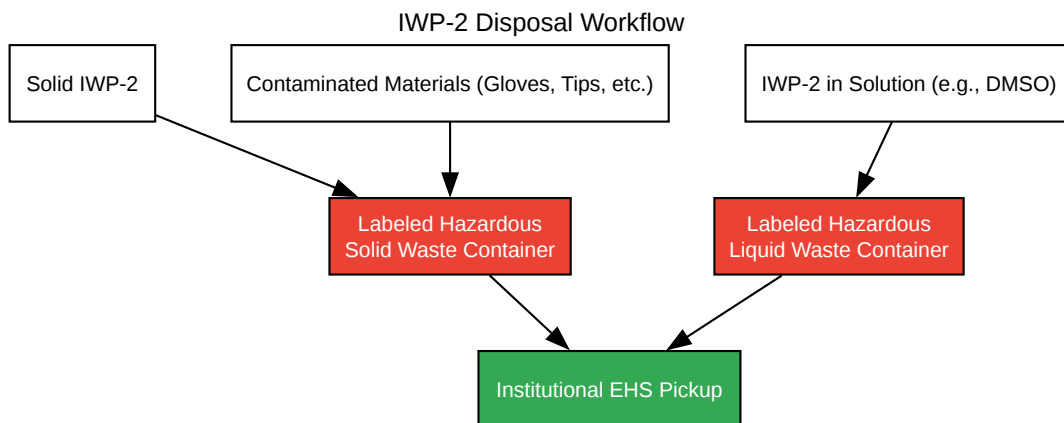 IWP-2 Disposal Workflow
Solid IWP-2
Contaminated Materials (Gloves, Tips, etc.)
IWP-2 in Solution (e.g., DMSO)
Labeled Hazardous
Solid Waste Container
Labeled Hazardous
Liquid Waste Container
Institutional EHS Pickup